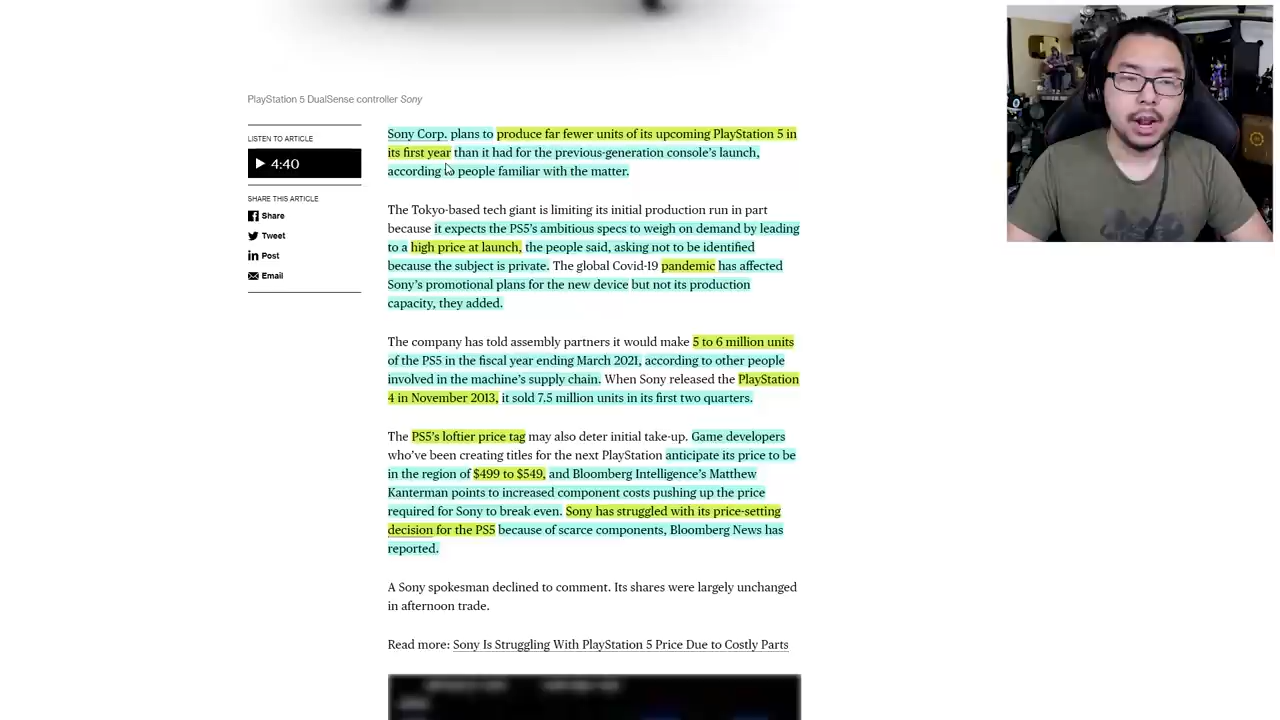 PlayStation 5 DualSense controller Sony
LISTEN TO ARTICLE
4:40
SHARE THIS ARTICLE
Share
Tweet
Post
Email
Sony Corp. plans to produce far fewer units of its upcoming PlayStation 5 in
its first year than it had for the previous-generation console's launch,
according to people familiar with the matter.
The Tokyo-based tech giant is limiting its initial production run in part
because it expects the PS5's ambitious specs to weigh on demand by leading
to a high price at launch, the people said, asking not to be identified
because the subject is private. The global Covid-19 pandemic has affected
Sony's promotional plans for the new device but not its production
capacity, they added.
The company has told assembly partners it would make 5 to 6 million units
of the PS5 in the fiscal year ending March 2021, according to other people
involved in the machine's supply chain. When Sony released the PlayStation
4 in November 2013, it sold 7.5 million units in its first two quarters.
The PS5's loftier price tag may also deter initial take-up. Game developers
who've been creating titles for the next PlayStation anticipate its price to be
in the region of $499 to $549, and Bloomberg Intelligence's Matthew
Kanterman points to increased component costs pushing up the price
required for Sony to break even. Sony has struggled with its price-setting
decision for the PS5 because of scarce components, Bloomberg News has
reported.
A Sony spokesman declined to comment. Its shares were largely unchanged
in afternoon trade.
Read more: Sony Is Struggling With PlayStation 5 Price Due to Costly Parts